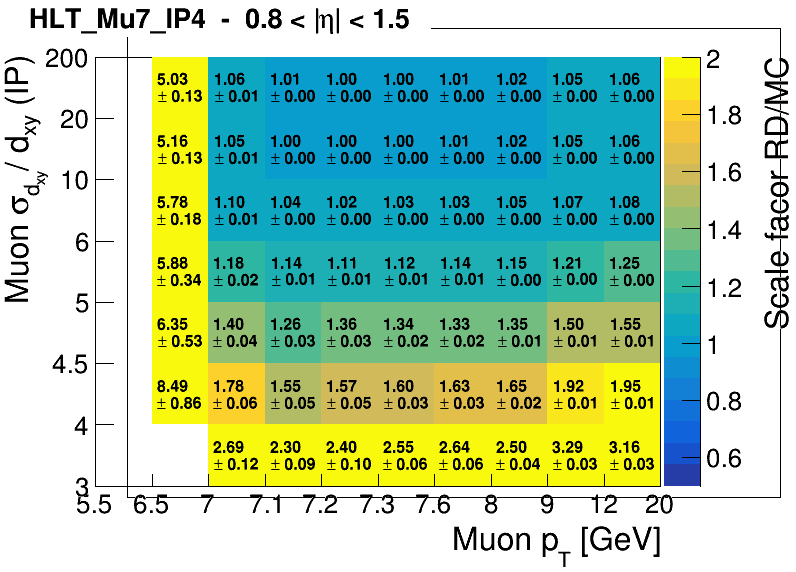 HLT_Mu7_IP4 - 0.8 < |η| < 1.5
Muon σ_dxy / d_xy (IP)
200
5.03 1.06 1.01 1.00 1.00 1.01 1.02 1.05 1.06
± 0.13 ± 0.01 ± 0.00 ± 0.00 ± 0.00 ± 0.00 ± 0.00 ± 0.00 ± 0.00
20
5.16 1.05 1.00 1.00 1.00 1.01 1.02 1.05 1.06
± 0.13 ± 0.01 ± 0.00 ± 0.00 ± 0.00 ± 0.00 ± 0.00 ± 0.00 ± 0.00
10
5.78 1.10 1.04 1.02 1.03 1.03 1.05 1.07 1.08
± 0.18 ± 0.01 ± 0.00 ± 0.00 ± 0.00 ± 0.00 ± 0.00 ± 0.00 ± 0.00
6
5.88 1.18 1.14 1.11 1.12 1.14 1.15 1.21 1.25
± 0.34 ± 0.02 ± 0.01 ± 0.01 ± 0.01 ± 0.01 ± 0.00 ± 0.00 ± 0.00
5
6.35 1.40 1.26 1.36 1.34 1.33 1.35 1.50 1.55
± 0.53 ± 0.04 ± 0.03 ± 0.03 ± 0.02 ± 0.02 ± 0.01 ± 0.01 ± 0.01
4.5
8.49 1.78 1.55 1.57 1.60 1.63 1.65 1.92 1.95
± 0.86 ± 0.06 ± 0.05 ± 0.05 ± 0.03 ± 0.03 ± 0.02 ± 0.01 ± 0.01
4
2.69 2.30 2.40 2.55 2.64 2.50 3.29 3.16
± 0.12 ± 0.09 ± 0.10 ± 0.06 ± 0.06 ± 0.04 ± 0.03 ± 0.03
3
5.5 6.5 7 7.1 7.2 7.3 7.6 8 9 12 20
Muon p_T [GeV]
2
1.8
1.6
1.4
1.2
1
0.8
0.6
Scale facor RD/MC